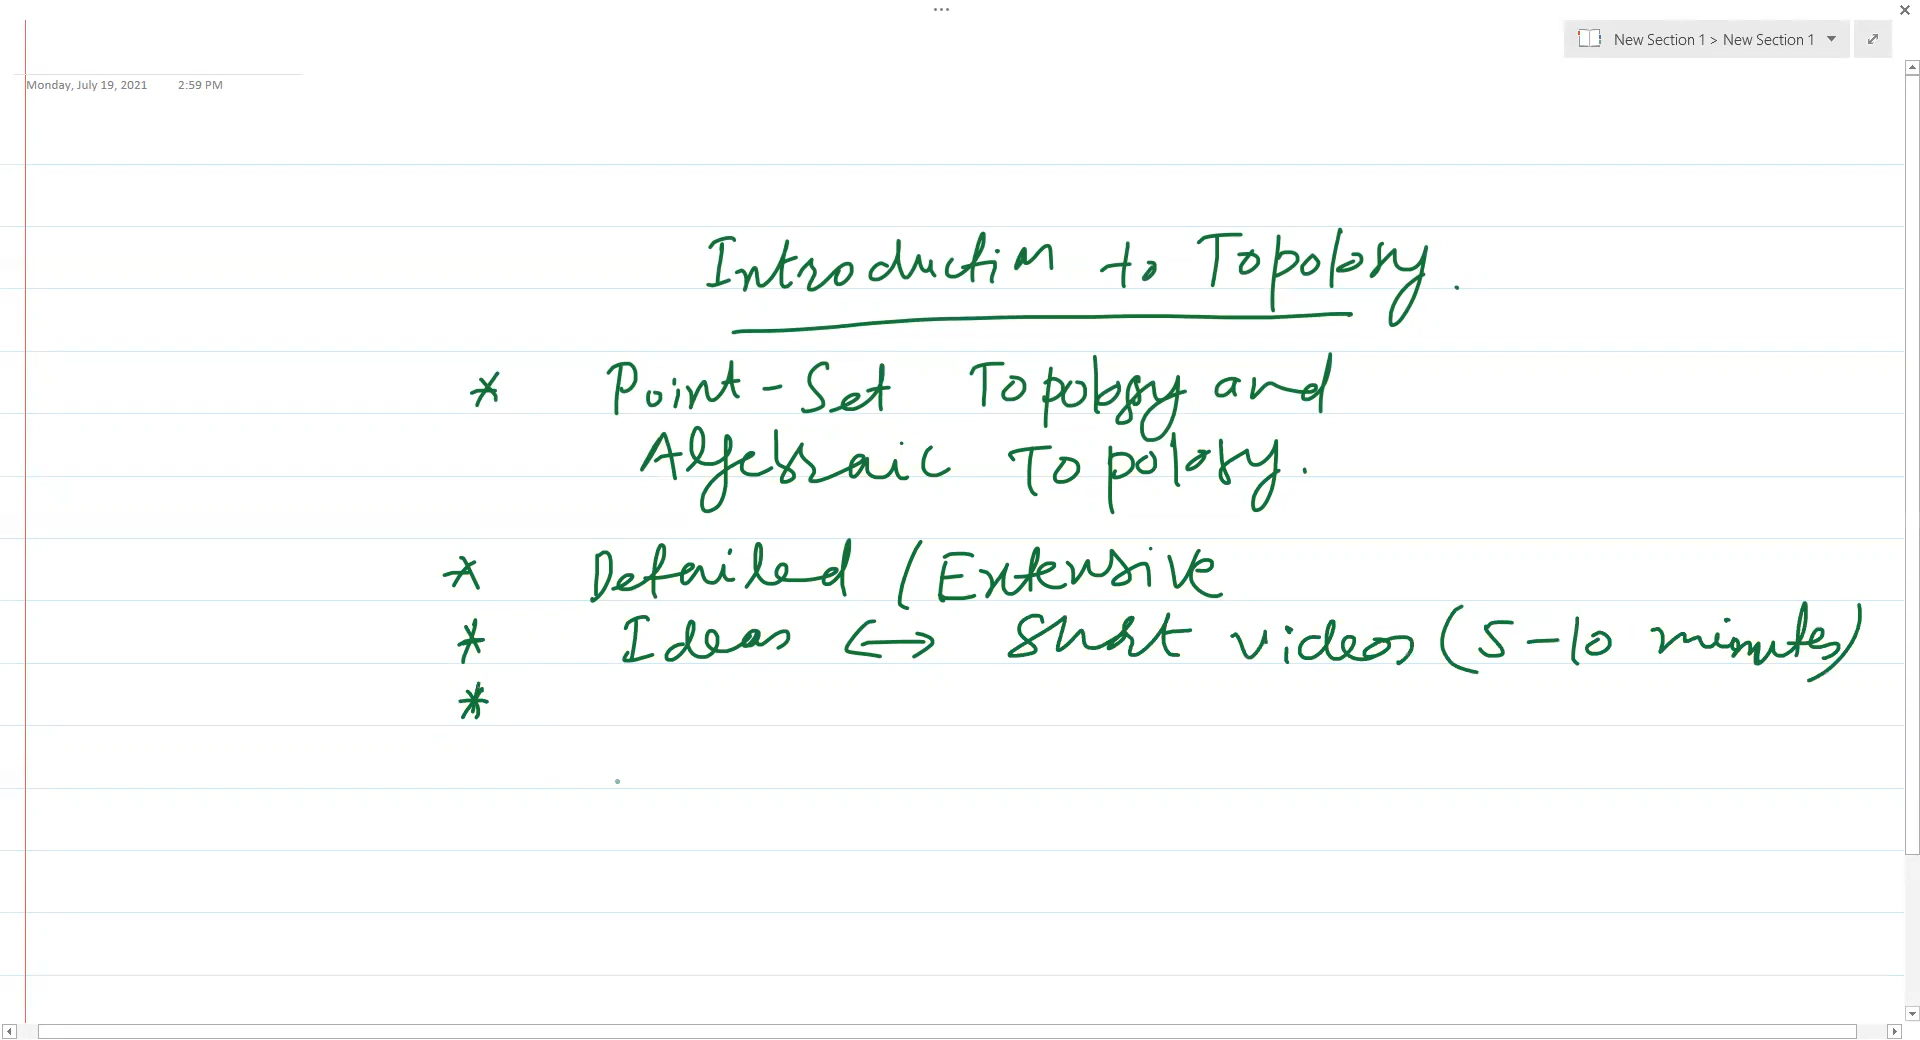 New Section 1 > New Section 1
Monday, July 19, 2021 2:59 PM
Introduction to Topology.
* Point-Set Topology and
Algebraic Topology.
* Detailed / Extensive
* Ideas ↔ Short videos (5-10 minutes)
*